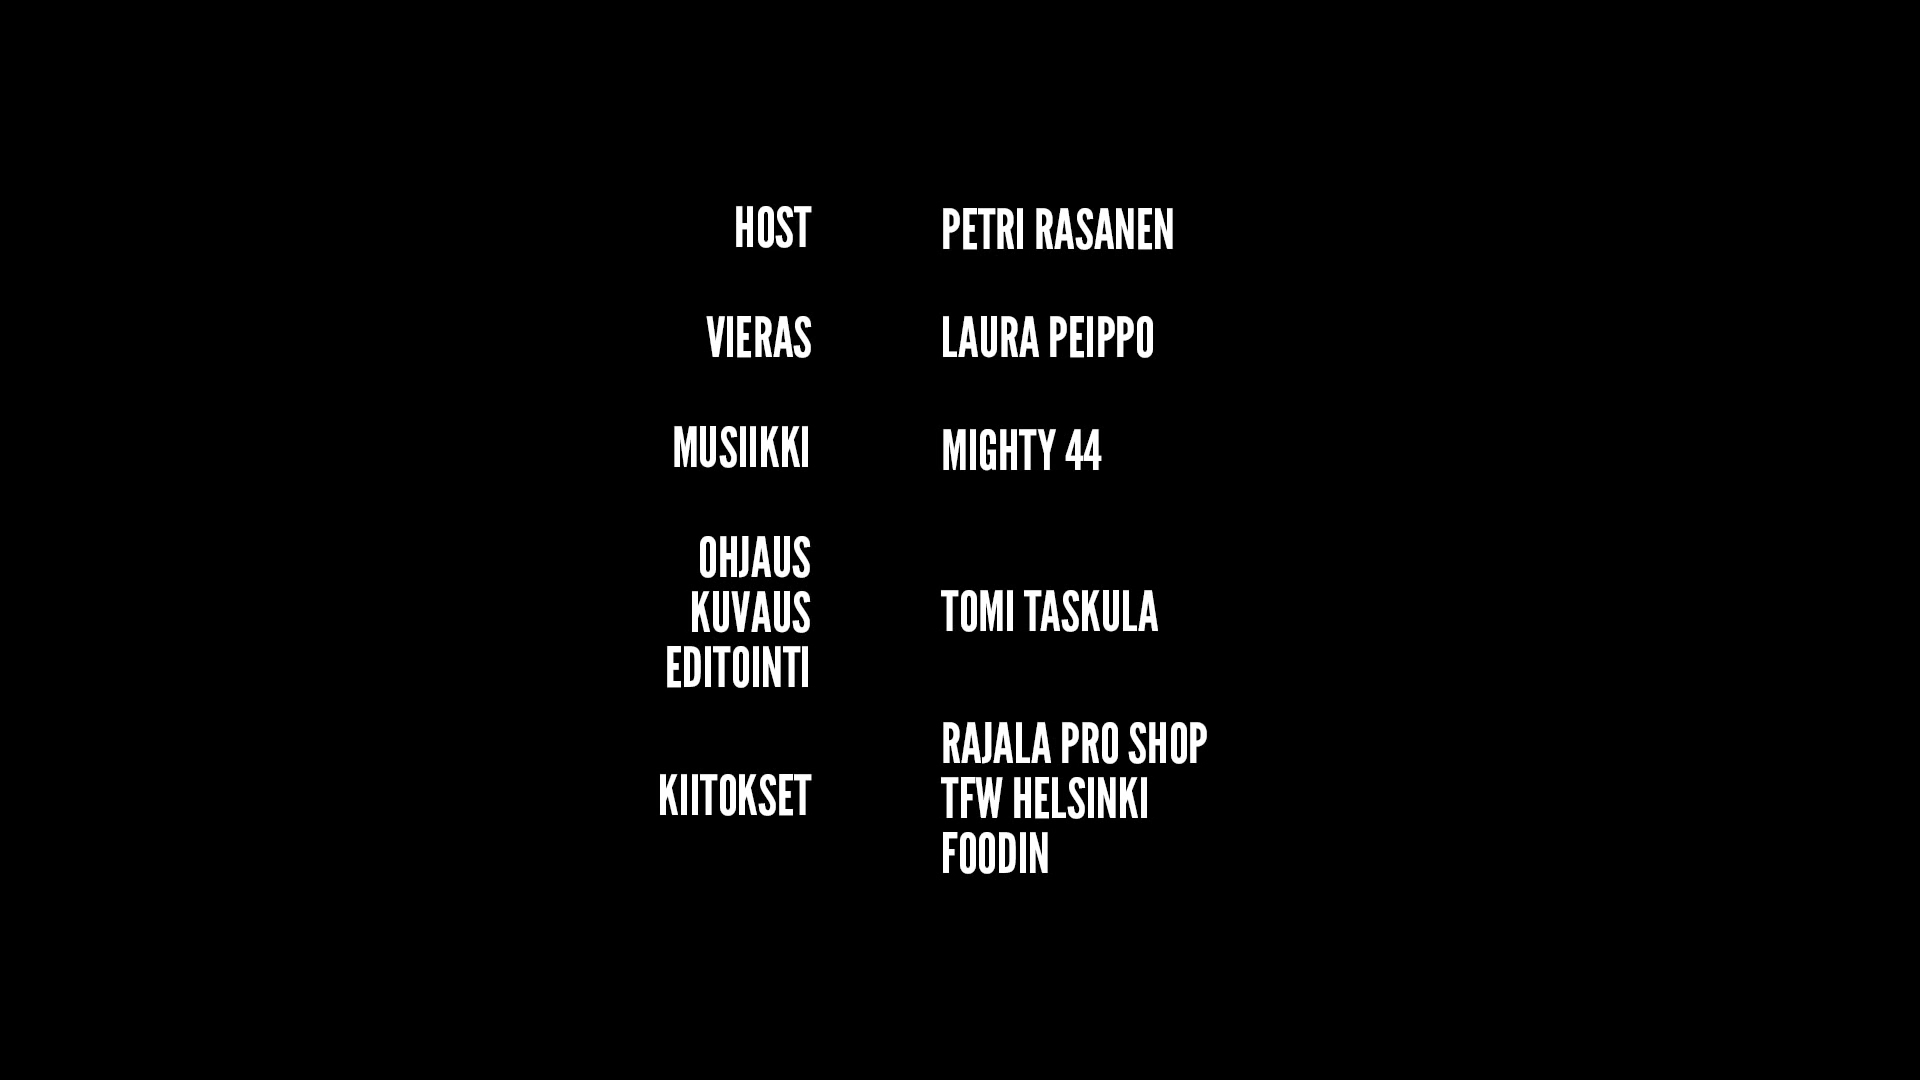 HOST PETRI RASANEN
VIERAS LAURA PEIPPO
MUSIIKKI MIGHTY 44
OHJAUS
KUVAUS TOMI TASKULA
EDITOINTI
RAJALA PRO SHOP
KIITOKSET TFW HELSINKI
FOODIN